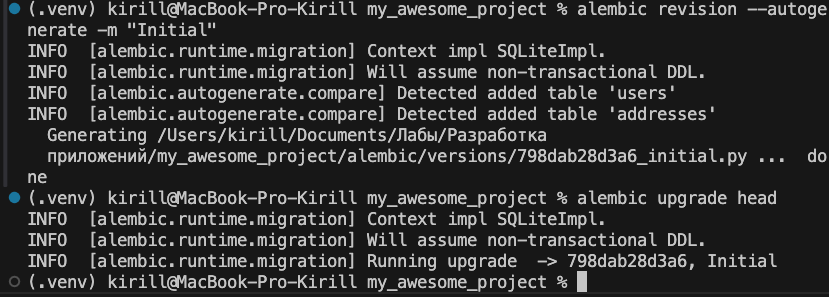 (.venv) kirill@MacBook-Pro-Kirill my_awesome_project % alembic revision --autoge
nerate -m "Initial"
INFO  [alembic.runtime.migration] Context impl SQLiteImpl.
INFO  [alembic.runtime.migration] Will assume non-transactional DDL.
INFO  [alembic.autogenerate.compare] Detected added table 'users'
INFO  [alembic.autogenerate.compare] Detected added table 'addresses'
  Generating /Users/kirill/Documents/Лабы/Разработка
  приложений/my_awesome_project/alembic/versions/798dab28d3a6_initial.py ...  do
ne
(.venv) kirill@MacBook-Pro-Kirill my_awesome_project % alembic upgrade head
INFO  [alembic.runtime.migration] Context impl SQLiteImpl.
INFO  [alembic.runtime.migration] Will assume non-transactional DDL.
INFO  [alembic.runtime.migration] Running upgrade  -> 798dab28d3a6, Initial
(.venv) kirill@MacBook-Pro-Kirill my_awesome_project %